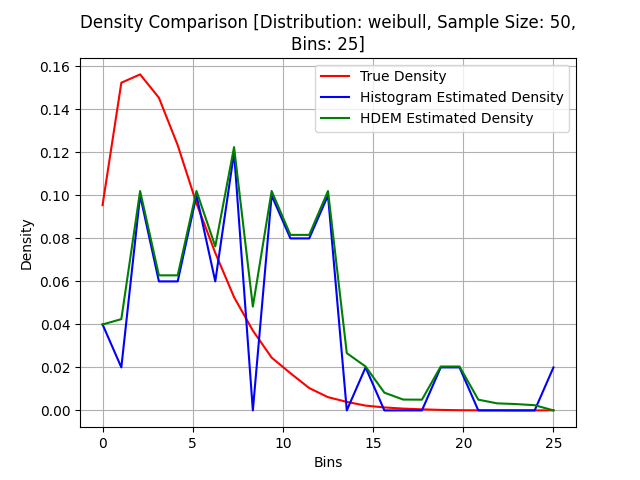 Density Comparison [Distribution: weibull, Sample Size: 50,
Bins: 25]
True Density
Histogram Estimated Density
HDEM Estimated Density
Density
0.16
0.14
0.12
0.10
0.08
0.06
0.04
0.02
0.00
0 5 10 15 20 25
Bins